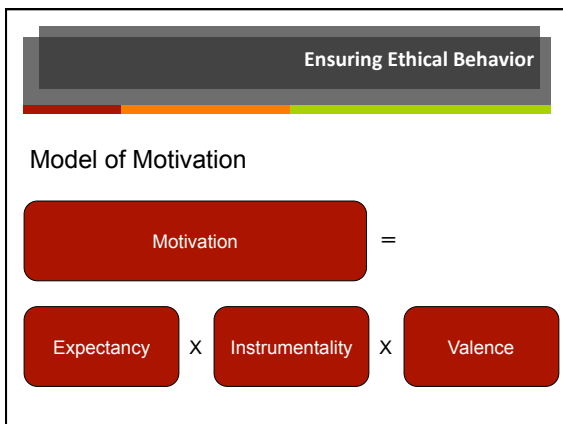 Ensuring Ethical Behavior
Model of Motivation
Motivation =
Expectancy X Instrumentality X Valence